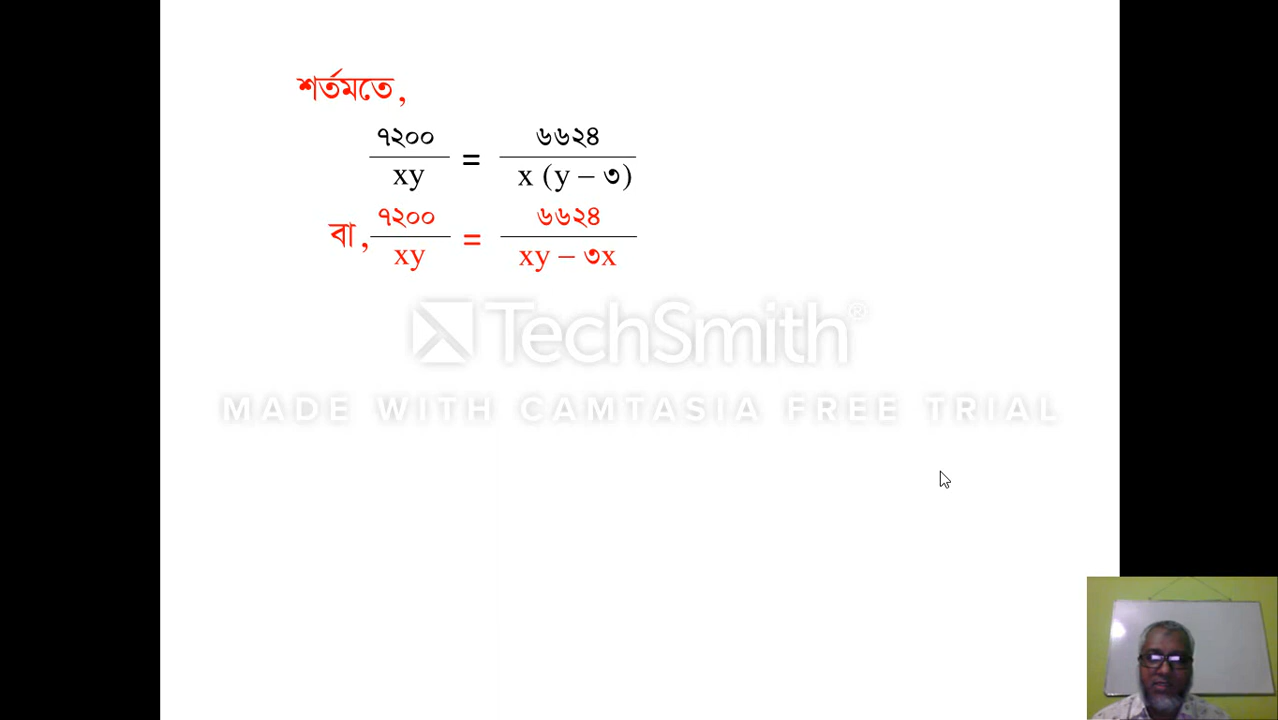 শর্তমতে,
৭২০০ / xy = ৬৬২৪ / x (y – ৩)
বা, ৭২০০ / xy = ৬৬২৪ / xy – ৩x
TechSmith®
MADE WITH CAMTASIA FREE TRIAL